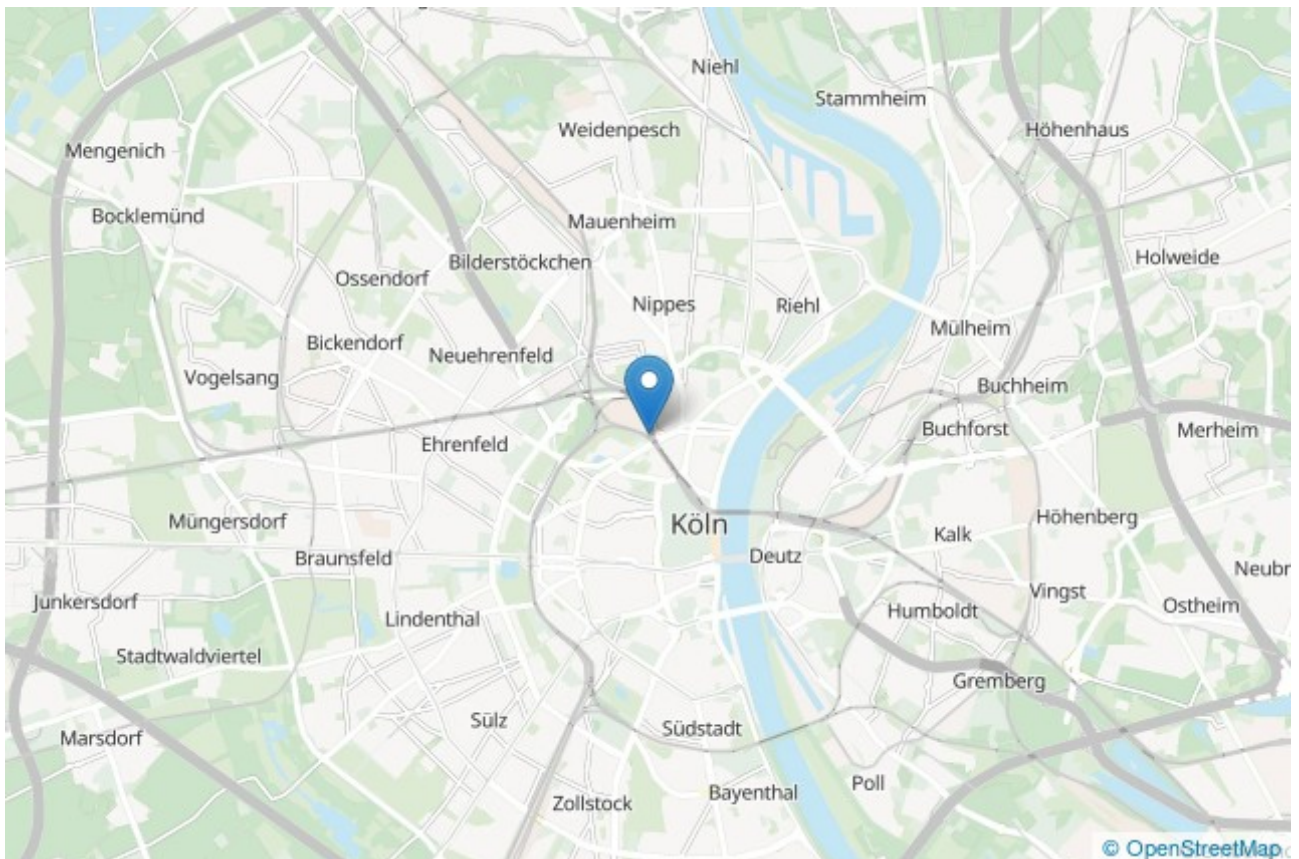 Niehl
Stammheim
Weidenpesch
Höhenhaus
Mengenich
Bocklemünd
Mauenheim
Holweide
Bilderstöckchen
Ossendorf
Nippes
Riehl
Mülheim
Bickendorf
Neuehrenfeld
Vogelsang
Buchheim
Buchforst
Merheim
Ehrenfeld
Müngersdorf
Köln
Höhenberg
Kalk
Braunsfeld
Deutz
Neubr
Vingst
Junkersdorf
Ostheim
Humboldt
Lindenthal
Stadtwaldviertel
Gremberg
Sülz
Südstadt
Marsdorf
Poll
Bayenthal
Zollstock
© OpenStreetMap